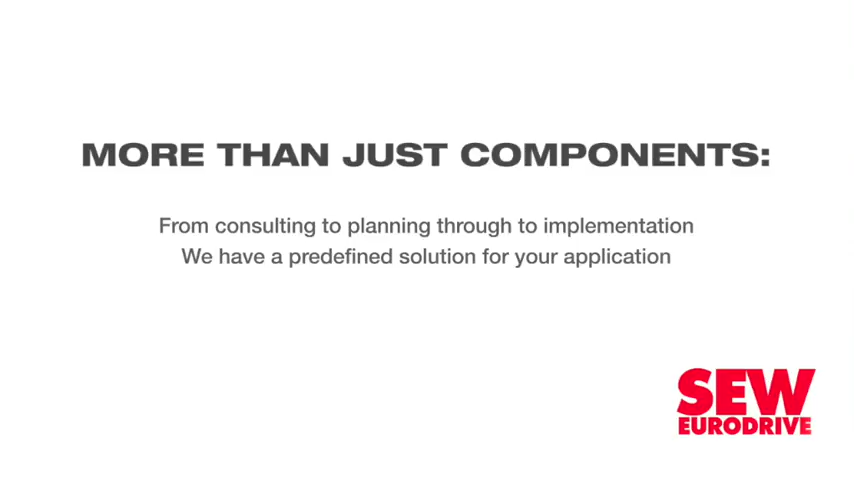 MORE THAN JUST COMPONENTS:
From consulting to planning through to implementation
We have a predefined solution for your application
SEW
EURODRIVE